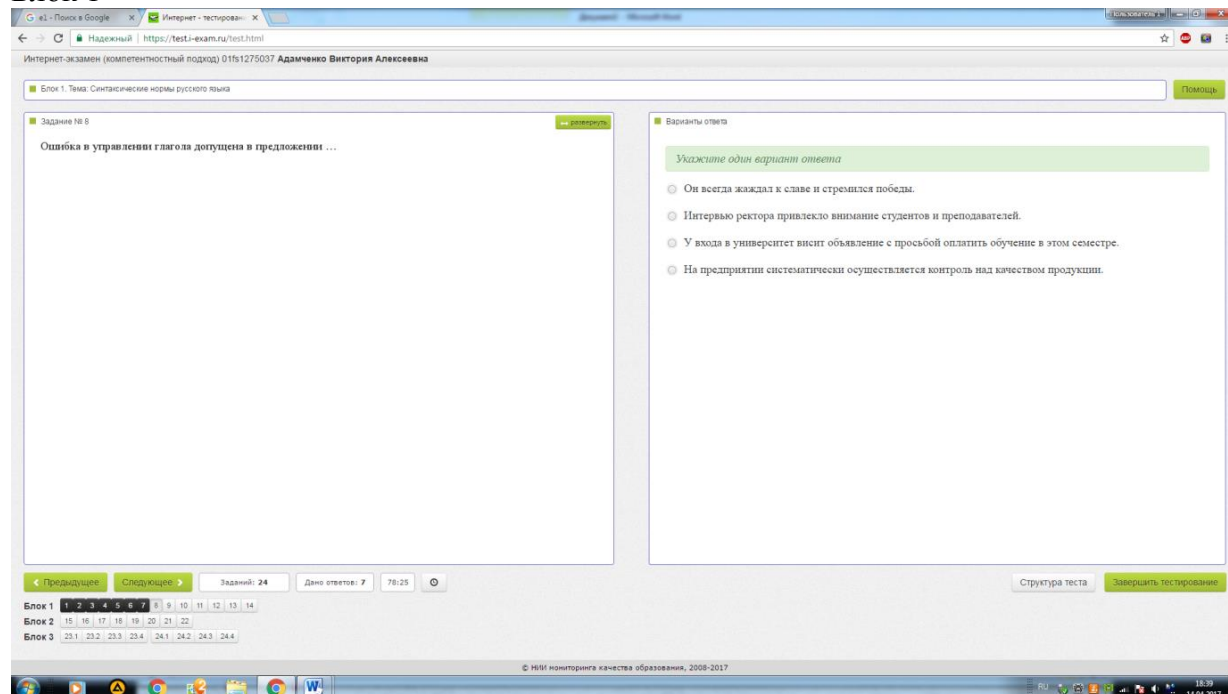 Блок 1
G e1 - Поиск в Google
Интернет - тестирован
Документ2 - Microsoft Word
Надежный https://test.i-exam.ru/test.html
Интернет-экзамен (компетентностный подход) 01fs1275037 Адамченко Виктория Алексеевна
Блок 1. Тема: Синтаксические нормы русского языка
Помощь
Задание № 8
развернуть
Варианты ответа
Ошибка в управлении глагола допущена в предложении …
Укажите один вариант ответа
Он всегда жаждал к славе и стремился победы.
Интервью ректора привлекло внимание студентов и преподавателей.
У входа в университет висит объявление с просьбой оплатить обучение в этом семестре.
На предприятии систематически осуществляется контроль над качеством продукции.
Предыдущее Следующее Заданий: 24 Дано ответов: 7 78:25 Структура теста Завершить тестирование
Блок 1 1 2 3 4 5 6 7 8 9 10 11 12 13 14
Блок 2 15 16 17 18 19 20 21 22
Блок 3 23.1 23.2 23.3 23.4 24.1 24.2 24.3 24.4
© НИИ мониторинга качества образования, 2008-2017
RU 18:39
14.04.2017